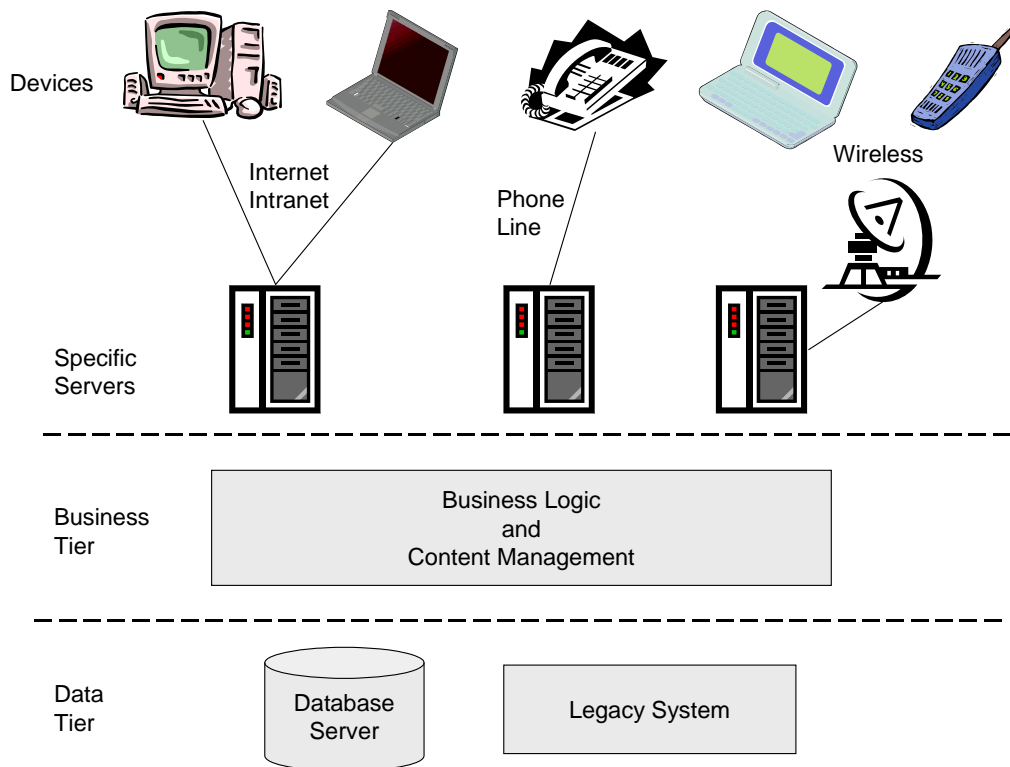 Devices
Internet
Intranet
Phone
Line
Wireless
Specific
Servers
Business
Tier
Business Logic
and
Content Management
Data
Tier
Database
Server
Legacy System